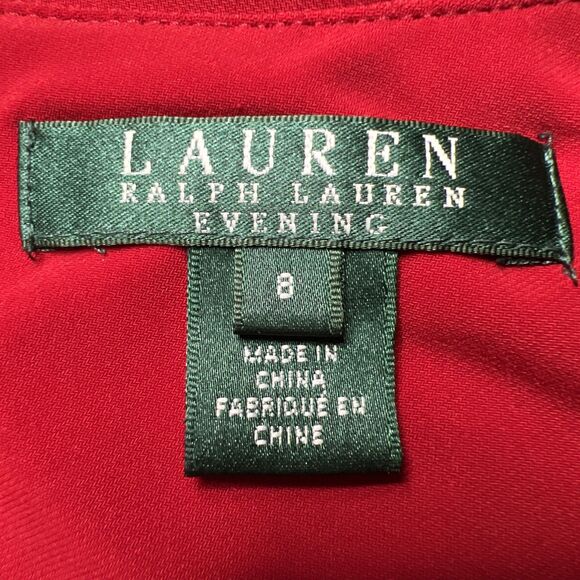 LAUREN
RALPH LAUREN
EVENING
8
MADE IN
CHINA
FABRIQUÉ EN
CHINE